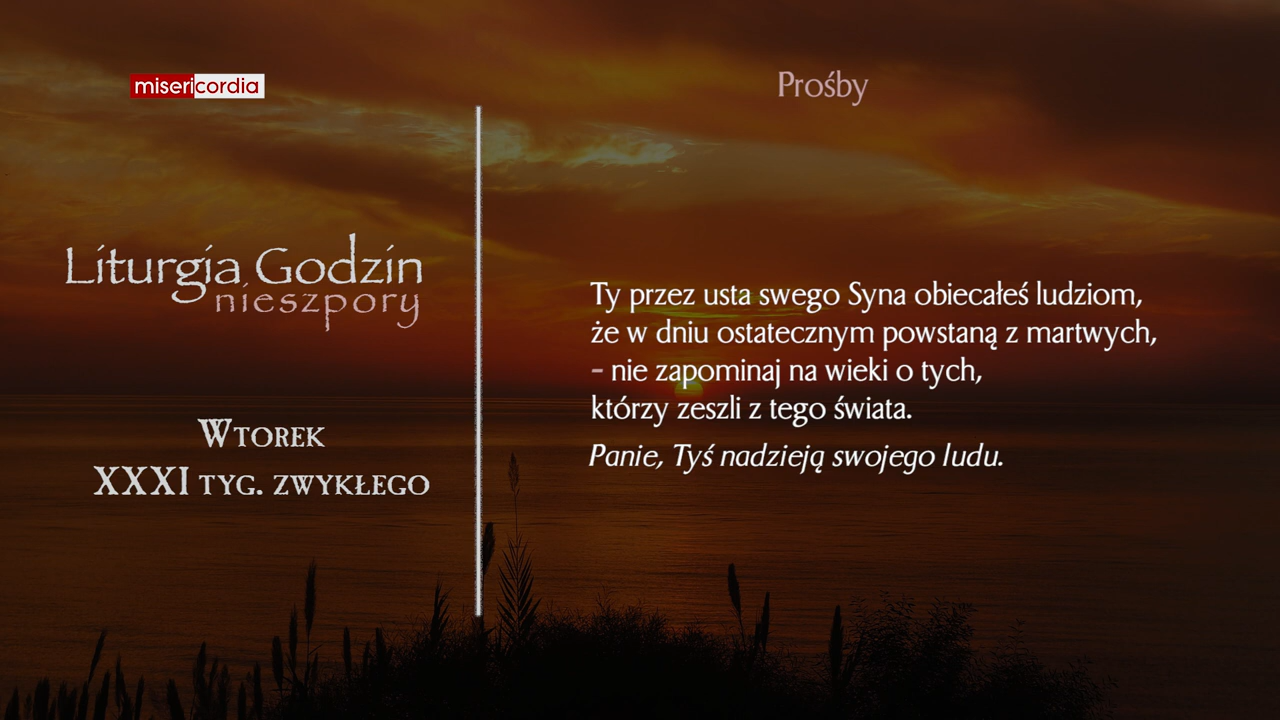 misericordia
Liturgia Godzin
nieszpory
Wtorek
XXXI tyg. zwykłego
Prośby
Ty przez usta swego Syna obiecałeś ludziom,
że w dniu ostatecznym powstaną z martwych,
- nie zapominaj na wieki o tych,
którzy zeszli z tego świata.
Panie, Tyś nadzieją swojego ludu.